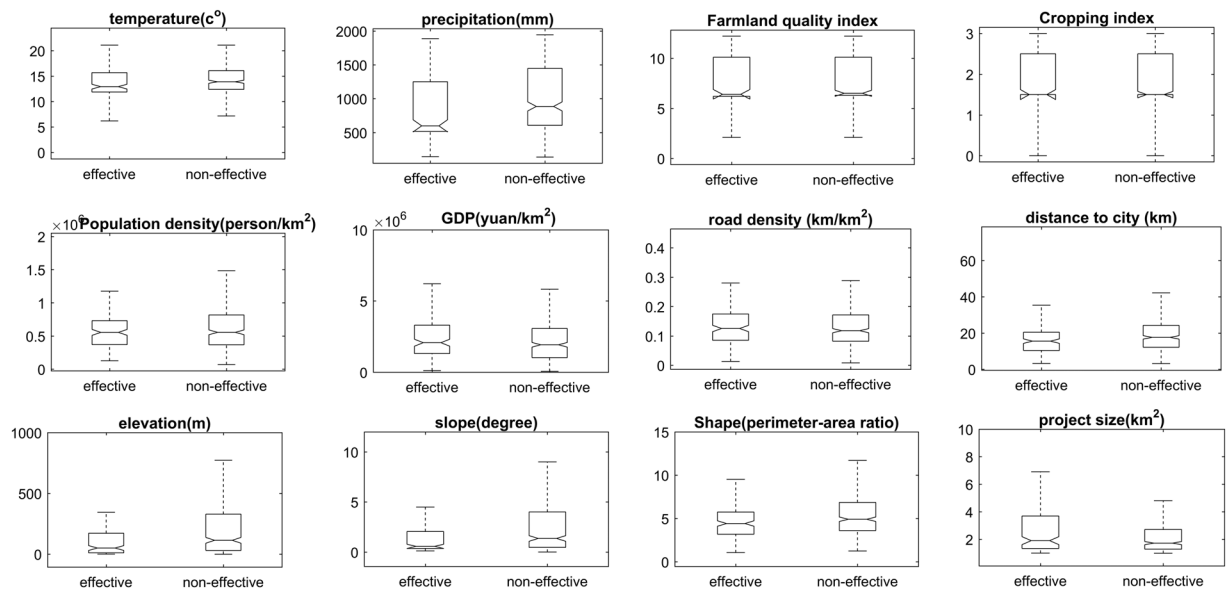 temperature(c°)
20
15
10
5
0
effective non-effective
precipitation(mm)
2000
1500
1000
500
effective non-effective
Farmland quality index
10
5
0
effective non-effective
Cropping index
3
2
1
0
effective non-effective
×10⁶
Population density(person/km²)
2
1.5
1
0.5
0
effective non-effective
×10⁶
GDP(yuan/km²)
10
5
0
effective non-effective
road density (km/km²)
0.4
0.3
0.2
0.1
0
effective non-effective
distance to city (km)
60
40
20
0
effective non-effective
elevation(m)
1000
500
0
effective non-effective
slope(degree)
10
5
0
effective non-effective
Shape(perimeter-area ratio)
15
10
5
0
effective non-effective
project size(km²)
10
8
6
4
2
effective non-effective